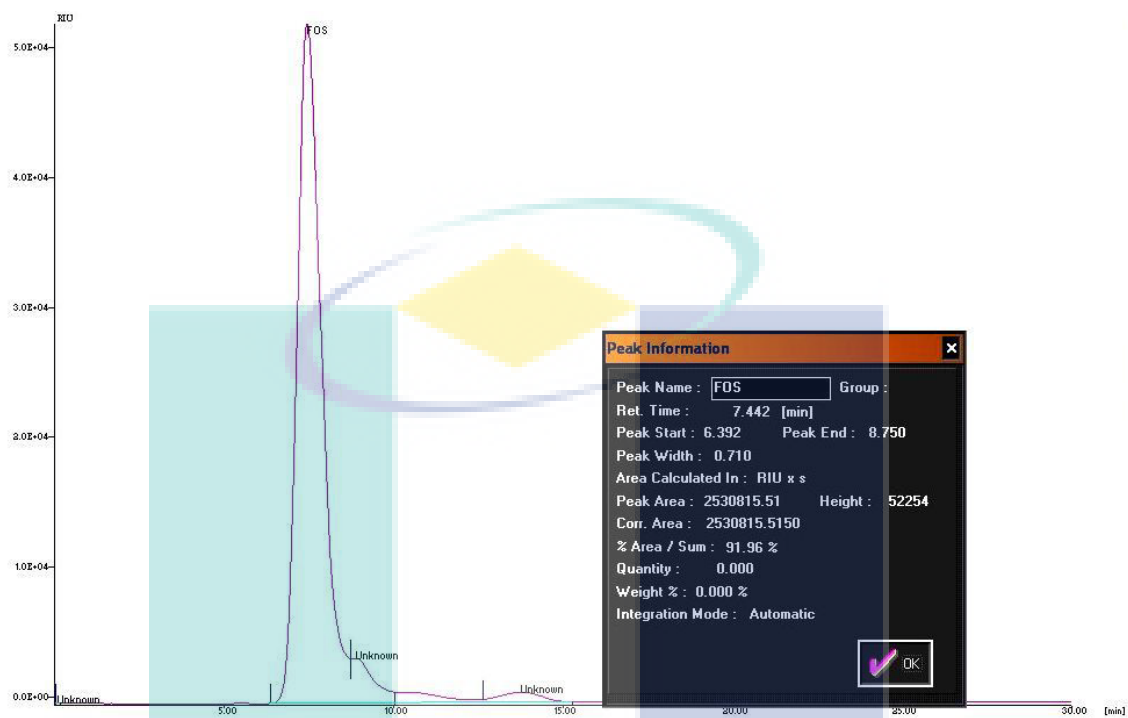 RIU
FOS
5.0E+04
4.0E+04
3.0E+04
2.0E+04
1.0E+04
0.0E+00
Unknown
Unknown
Unknown
5.00
10.00
15.00
20.00
25.00
30.00
[min]
Peak Information
Peak Name : FOS Group :
Ret. Time : 7.442 [min]
Peak Start : 6.392 Peak End : 8.750
Peak Width : 0.710
Area Calculated In : RIU x s
Peak Area : 2530815.51 Height : 52254
Corr. Area : 2530815.5150
% Area / Sum : 91.96 %
Quantity : 0.000
Weight % : 0.000 %
Integration Mode : Automatic
OK